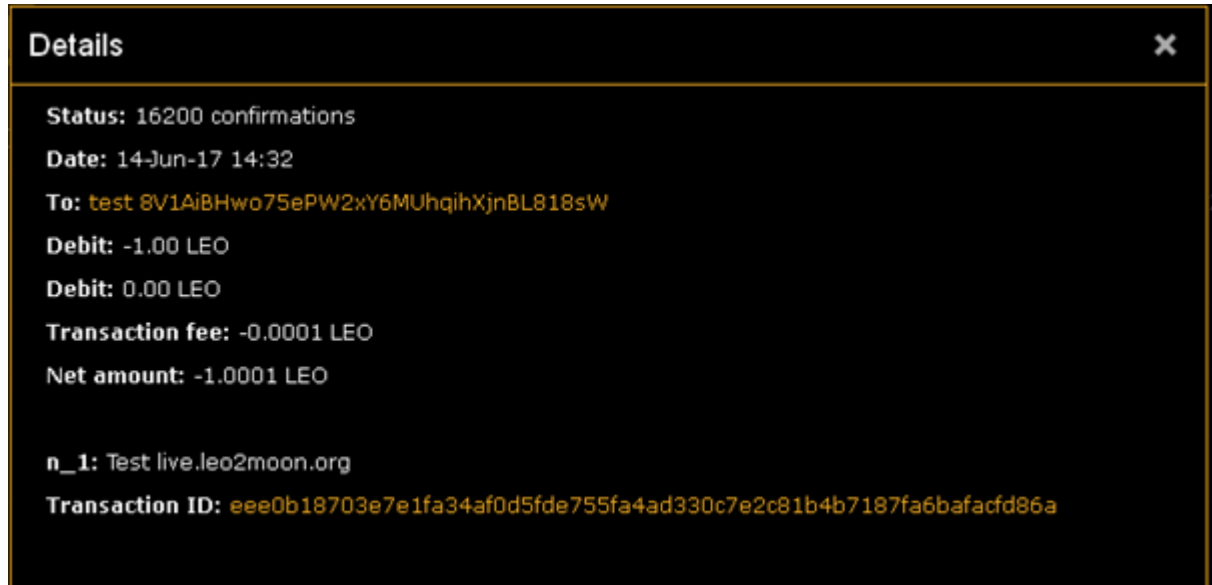 Details
Status: 16200 confirmations
Date: 14-Jun-17 14:32
To: test 8V1AiBHwo75ePW2xY6MUhqihXjnBL818sW
Debit: -1.00 LEO
Debit: 0.00 LEO
Transaction fee: -0.0001 LEO
Net amount: -1.0001 LEO
n_1: Test live.leo2moon.org
Transaction ID: eee0b18703e7e1fa34af0d5fde755fa4ad330c7e2c81b4b7187fa6bafacfd86a